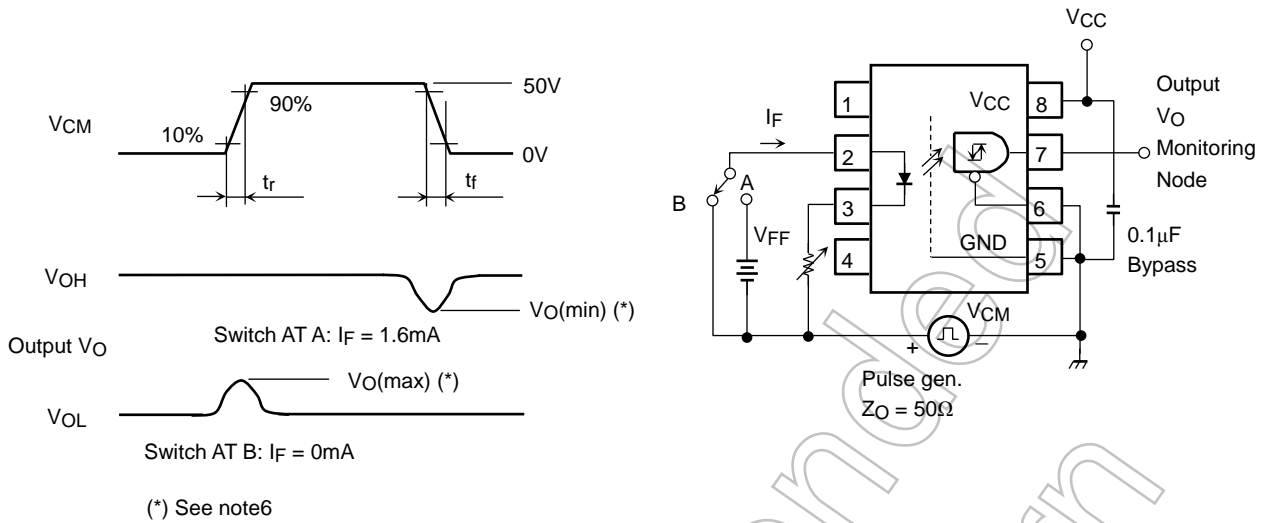 VCM
10%
90%
50V
0V
tr
tf
VOH
VO(min) (*)
Switch AT A: IF = 1.6mA
Output VO
VO(max) (*)
VOL
Switch AT B: IF = 0mA
(*) See note6
VCC
1
2
3
4
VCC
GND
8
7
6
5
IF
A
B
VFF
Output
VO
Monitoring
Node
0.1μF
Bypass
VCM
+
−
Pulse gen.
ZO = 50Ω